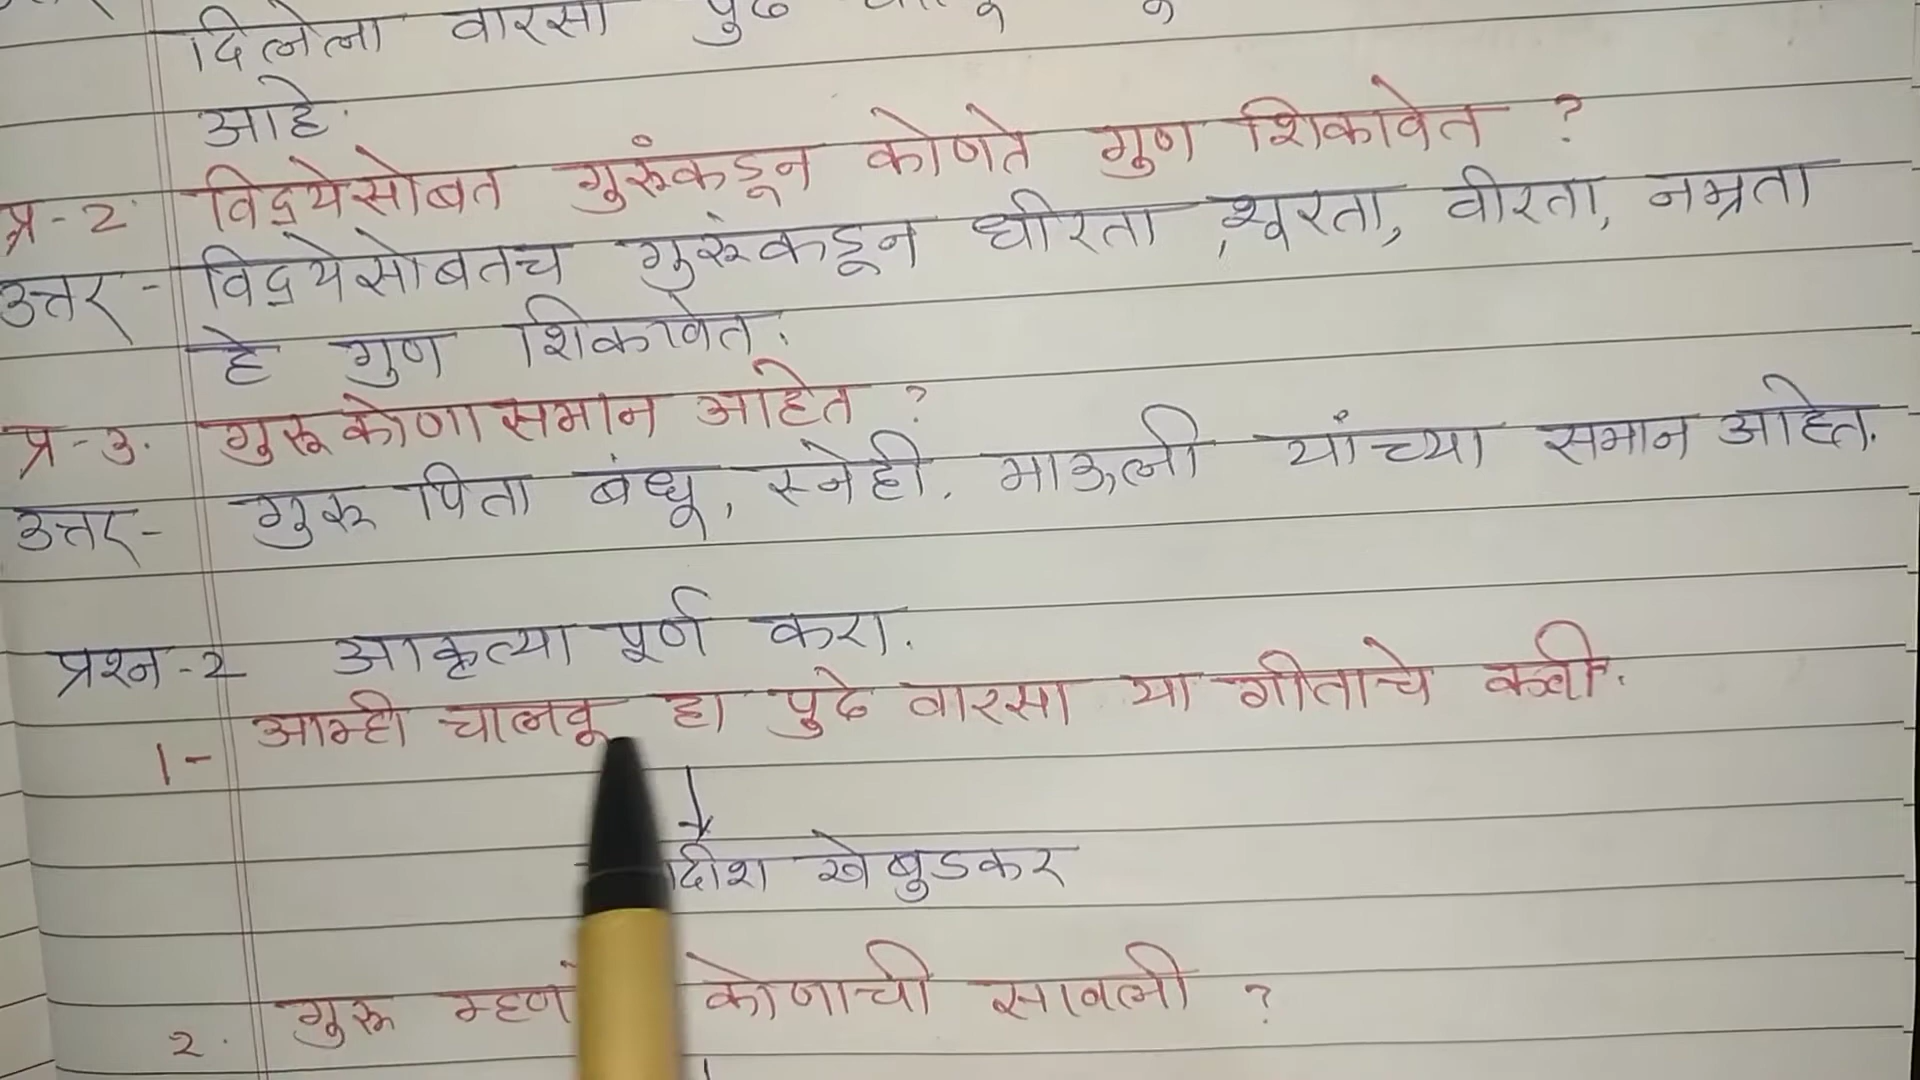 दिलेला वारसा पुढे
आहे.
प्र-2. विद्येसोबत गुरुंकडून कोणते गुण शिकावेत ?
उत्तर - विद्येसोबतच गुरुंकडून धीरता ,शूरता, वीरता, नम्रता
हे गुण शिकावेत.
प्र-3. गुरू कोणासमान आहेत ?
उत्तर- गुरू पिता बंधू, स्नेही, माऊली यांच्या समान आहेत.
प्रश्न-2 आकृत्या पूर्ण करा.
1- आम्ही चालवू हा पुढे वारसा या गीताचे कवी.
खेबुडकर
2. गुरू कोणाची सावली ?